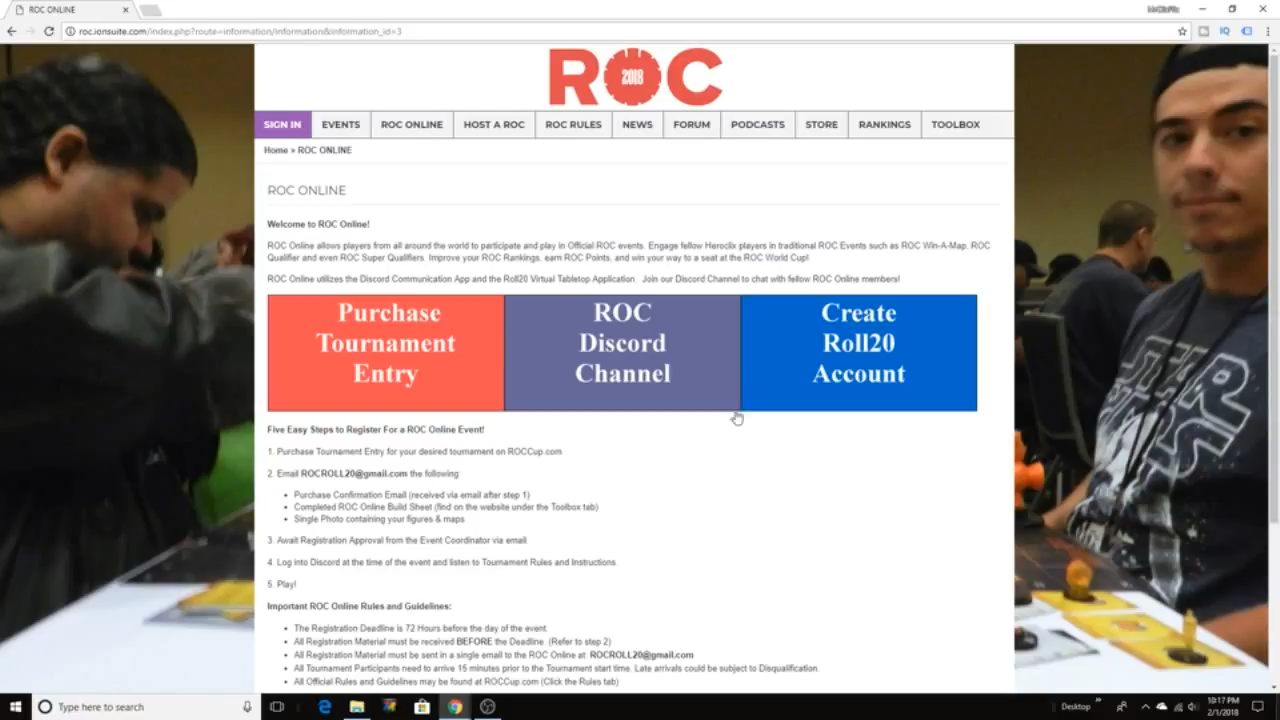 ROC ONLINE
roc.ionsuite.com/index.php?route=information/information&information_id=3
ROC
2018
SIGN IN EVENTS ROC ONLINE HOST A ROC ROC RULES NEWS FORUM PODCASTS STORE RANKINGS TOOLBOX
Home » ROC ONLINE
ROC ONLINE
Welcome to ROC Online!
ROC Online allows players from all around the world to participate and play in Official ROC events. Engage fellow Heroclix players in traditional ROC Events such as ROC Win-A-Map, ROC
Qualifier and even ROC Super Qualifiers. Improve your ROC Rankings, earn ROC Points, and win your way to a seat at the ROC World Cup!
ROC Online utilizes the Discord Communication App and the Roll20 Virtual Tabletop Application Join our Discord Channel to chat with fellow ROC Online members!
Purchase
Tournament
Entry
ROC
Discord
Channel
Create
Roll20
Account
Five Easy Steps to Register For a ROC Online Event!
1. Purchase Tournament Entry for your desired tournament on ROCCup.com
2. Email ROCROLL20@gmail.com the following
• Purchase Confirmation Email (received via email after step 1)
• Completed ROC Online Build Sheet (find on the website under the Toolbox tab)
• Single Photo containing your figures & maps
3. Await Registration Approval from the Event Coordinator via email
4. Log into Discord at the time of the event and listen to Tournament Rules and Instructions.
5. Play!
Important ROC Online Rules and Guidelines:
• The Registration Deadline is 72 Hours before the day of the event.
• All Registration Material must be received BEFORE the Deadline. (Refer to step 2)
• All Registration Material must be sent in a single email to the ROC Online at: ROCROLL20@gmail.com
• All Tournament Participants need to arrive 15 minutes prior to the Tournament start time. Late arrivals could be subject to Disqualification.
• All Official Rules and Guidelines may be found at ROCCup.com (Click the Rules tab)
Type here to search
Desktop
10:17 PM
2/1/2018